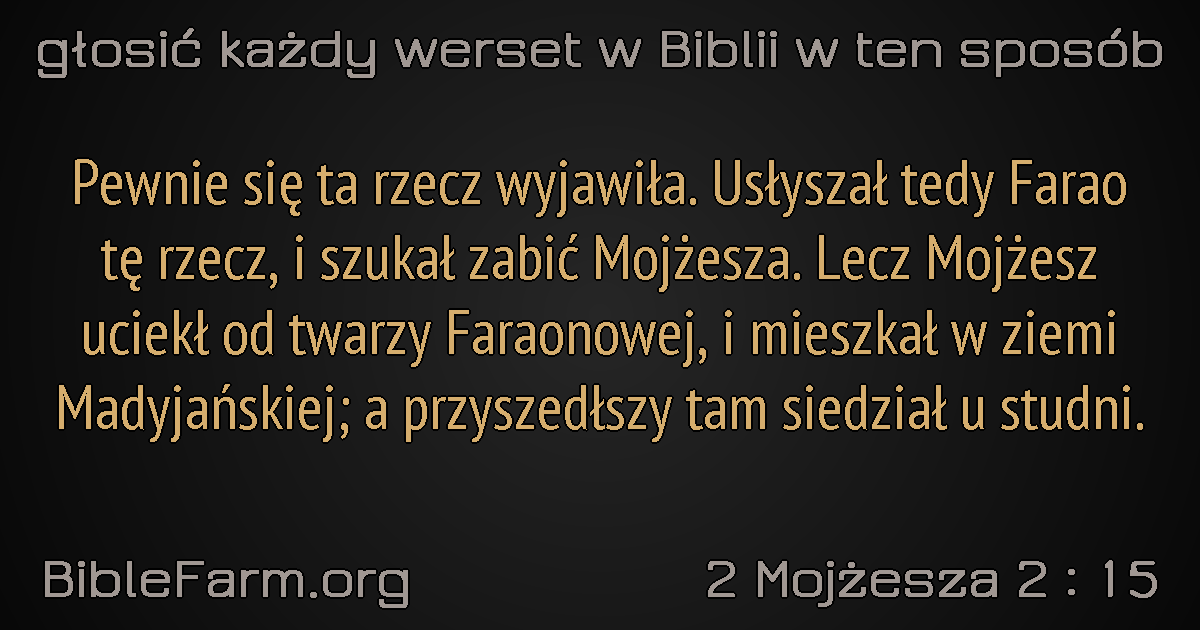 głosić każdy werset w Biblii w ten sposób
Pewnie się ta rzecz wyjawiła. Usłyszał tedy Farao
tę rzecz, i szukał zabić Mojżesza. Lecz Mojżesz
uciekł od twarzy Faraonowej, i mieszkał w ziemi
Madyjańskiej; a przyszedłszy tam siedział u studni.
BibleFarm.org
2 Mojżesza 2 : 15